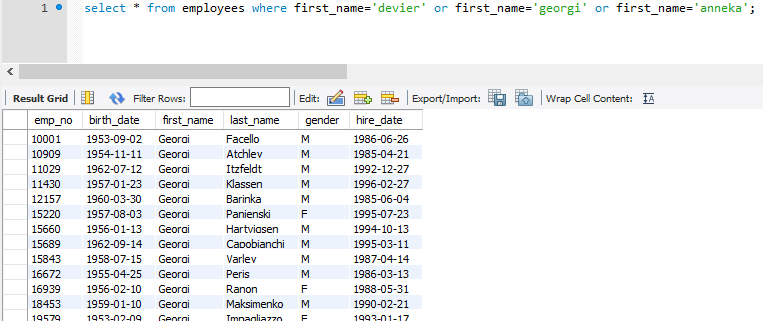 1 select * from employees where first_name='devier' or first_name='georgi' or first_name='anneka';
Result Grid Filter Rows: Edit: Export/Import: Wrap Cell Content: IA
emp_no birth_date first_name last_name gender hire_date
10001 1953-09-02 Georgi Facello M 1986-06-26
10909 1954-11-11 Georgi Atchley M 1985-04-21
11029 1962-07-12 Georgi Itzfeldt M 1992-12-27
11430 1957-01-23 Georgi Klassen M 1996-02-27
12157 1960-03-30 Georgi Barinka M 1985-06-04
15220 1957-08-03 Georgi Panienski F 1995-07-23
15660 1956-01-13 Georgi Hartvigsen M 1994-10-13
15689 1962-09-14 Georgi Capobianchi M 1995-03-11
15843 1958-07-15 Georgi Varley M 1987-04-14
16672 1955-04-25 Georgi Peris M 1986-03-13
16939 1956-02-10 Georgi Ranon F 1988-05-31
18453 1959-01-10 Georgi Maksimenko M 1990-02-21
19579 1953-02-09 Georgi Impagliazzo F 1993-01-17